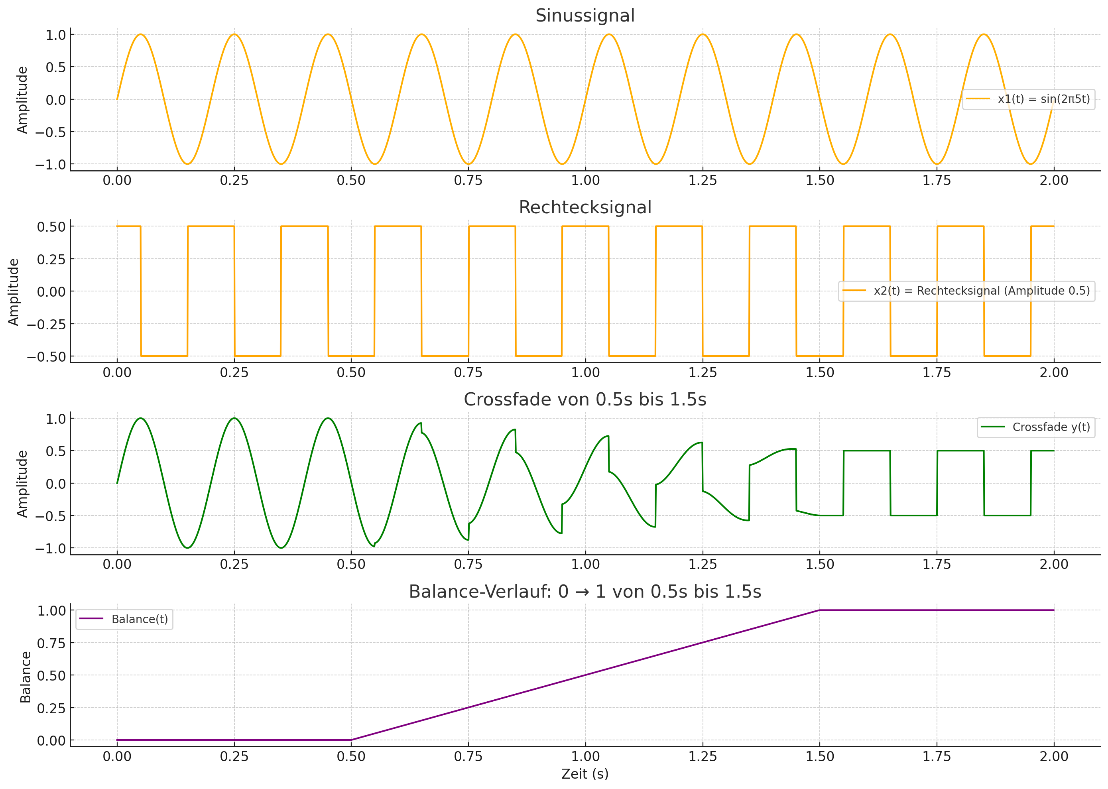 Sinussignal
Amplitude
1.0
0.5
0.0
−0.5
−1.0
x1(t) = sin(2π5t)
0.00 0.25 0.50 0.75 1.00 1.25 1.50 1.75 2.00
Rechtecksignal
Amplitude
0.50
0.25
0.00
−0.25
−0.50
x2(t) = Rechtecksignal (Amplitude 0.5)
0.00 0.25 0.50 0.75 1.00 1.25 1.50 1.75 2.00
Crossfade von 0.5s bis 1.5s
Amplitude
1.0
0.5
0.0
−0.5
−1.0
Crossfade y(t)
0.00 0.25 0.50 0.75 1.00 1.25 1.50 1.75 2.00
Balance-Verlauf: 0 → 1 von 0.5s bis 1.5s
Balance
1.00
0.75
0.50
0.25
0.00
Balance(t)
0.00 0.25 0.50 0.75 1.00 1.25 1.50 1.75 2.00
Zeit (s)